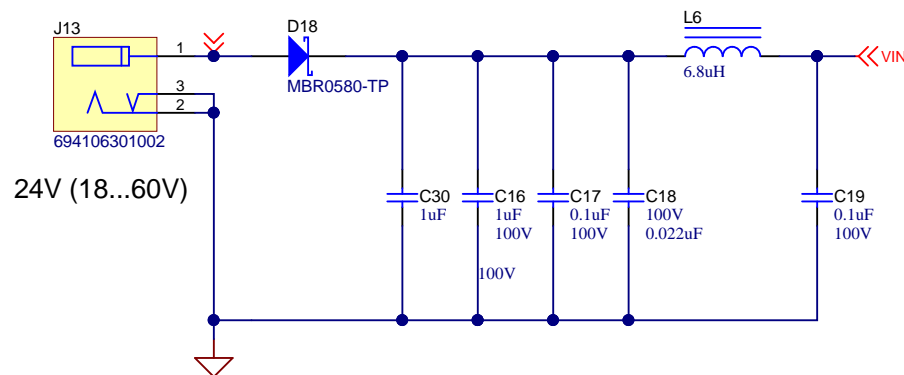 J13
1
3
2
694106301002
24V (18...60V)
D18
MBR0580-TP
L6
6.8uH
VIN
C30
1uF
C16
1uF
100V
100V
C17
0.1uF
100V
C18
100V
0.022uF
C19
0.1uF
100V